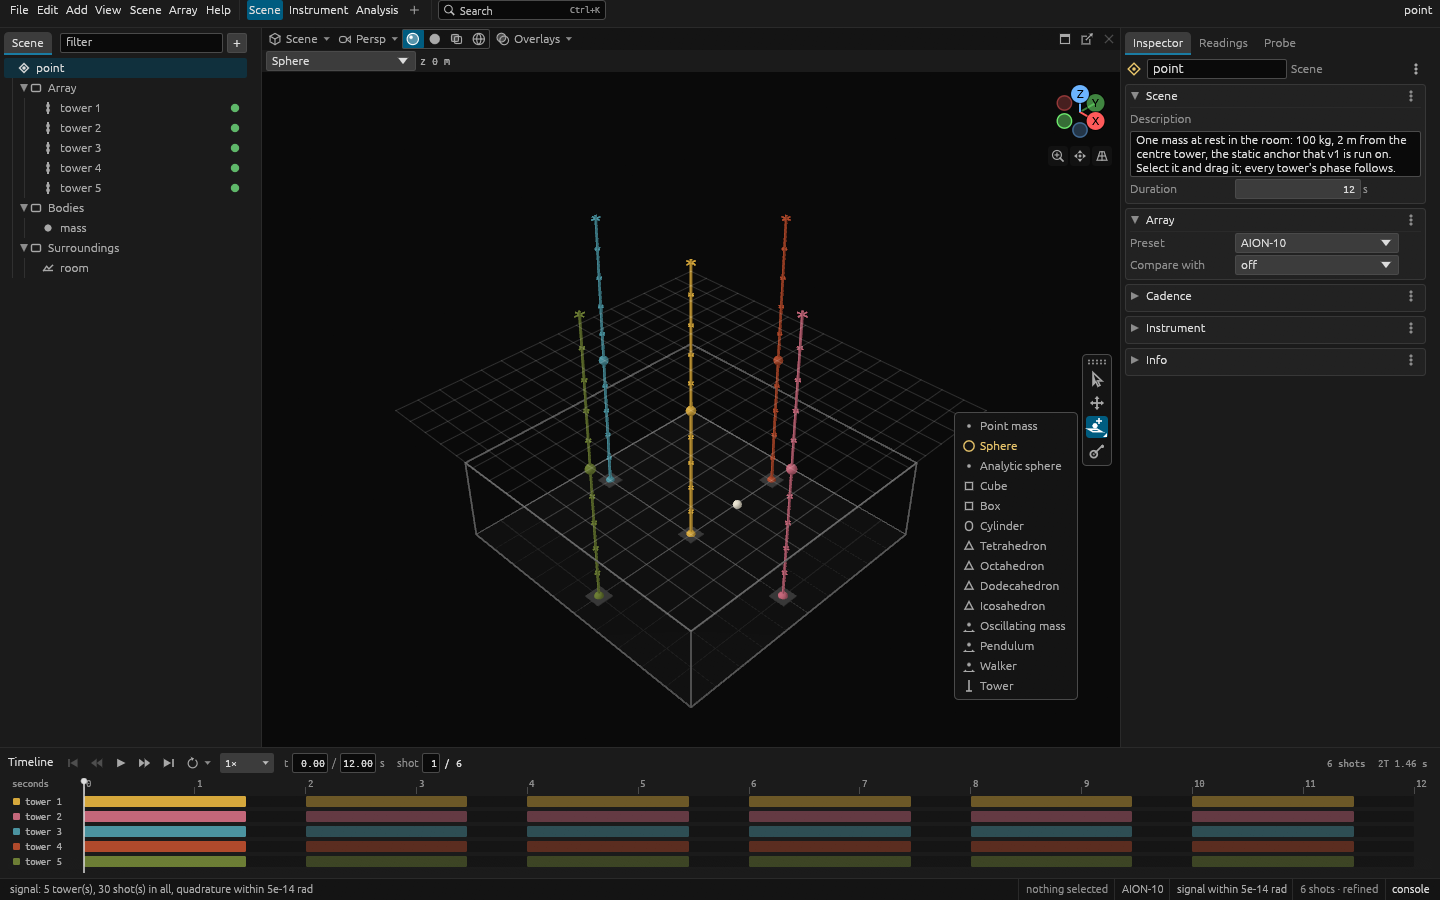 File Edit Add View Scene Array Help
Scene Instrument Analysis +
Search Ctrl+K
point
Scene
filter
+
point
Array
tower 1
tower 2
tower 3
tower 4
tower 5
Bodies
mass
Surroundings
room
Scene Persp Overlays
Sphere z 0 m
Z
Y
X
Point mass
Sphere
Analytic sphere
Cube
Box
Cylinder
Tetrahedron
Octahedron
Dodecahedron
Icosahedron
Oscillating mass
Pendulum
Walker
Tower
Inspector Readings Probe
point Scene
Scene
Description
One mass at rest in the room: 100 kg, 2 m from the
centre tower, the static anchor that v1 is run on.
Select it and drag it; every tower's phase follows.
Duration 12 s
Array
Preset AION-10
Compare with off
Cadence
Instrument
Info
Timeline 1× t 0.00 / 12.00 s shot 1 / 6 6 shots 2T 1.46 s
seconds 0 1 2 3 4 5 6 7 8 9 10 11 12
tower 1
tower 2
tower 3
tower 4
tower 5
signal: 5 tower(s), 30 shot(s) in all, quadrature within 5e-14 rad
nothing selected AION-10 signal within 5e-14 rad 6 shots · refined console